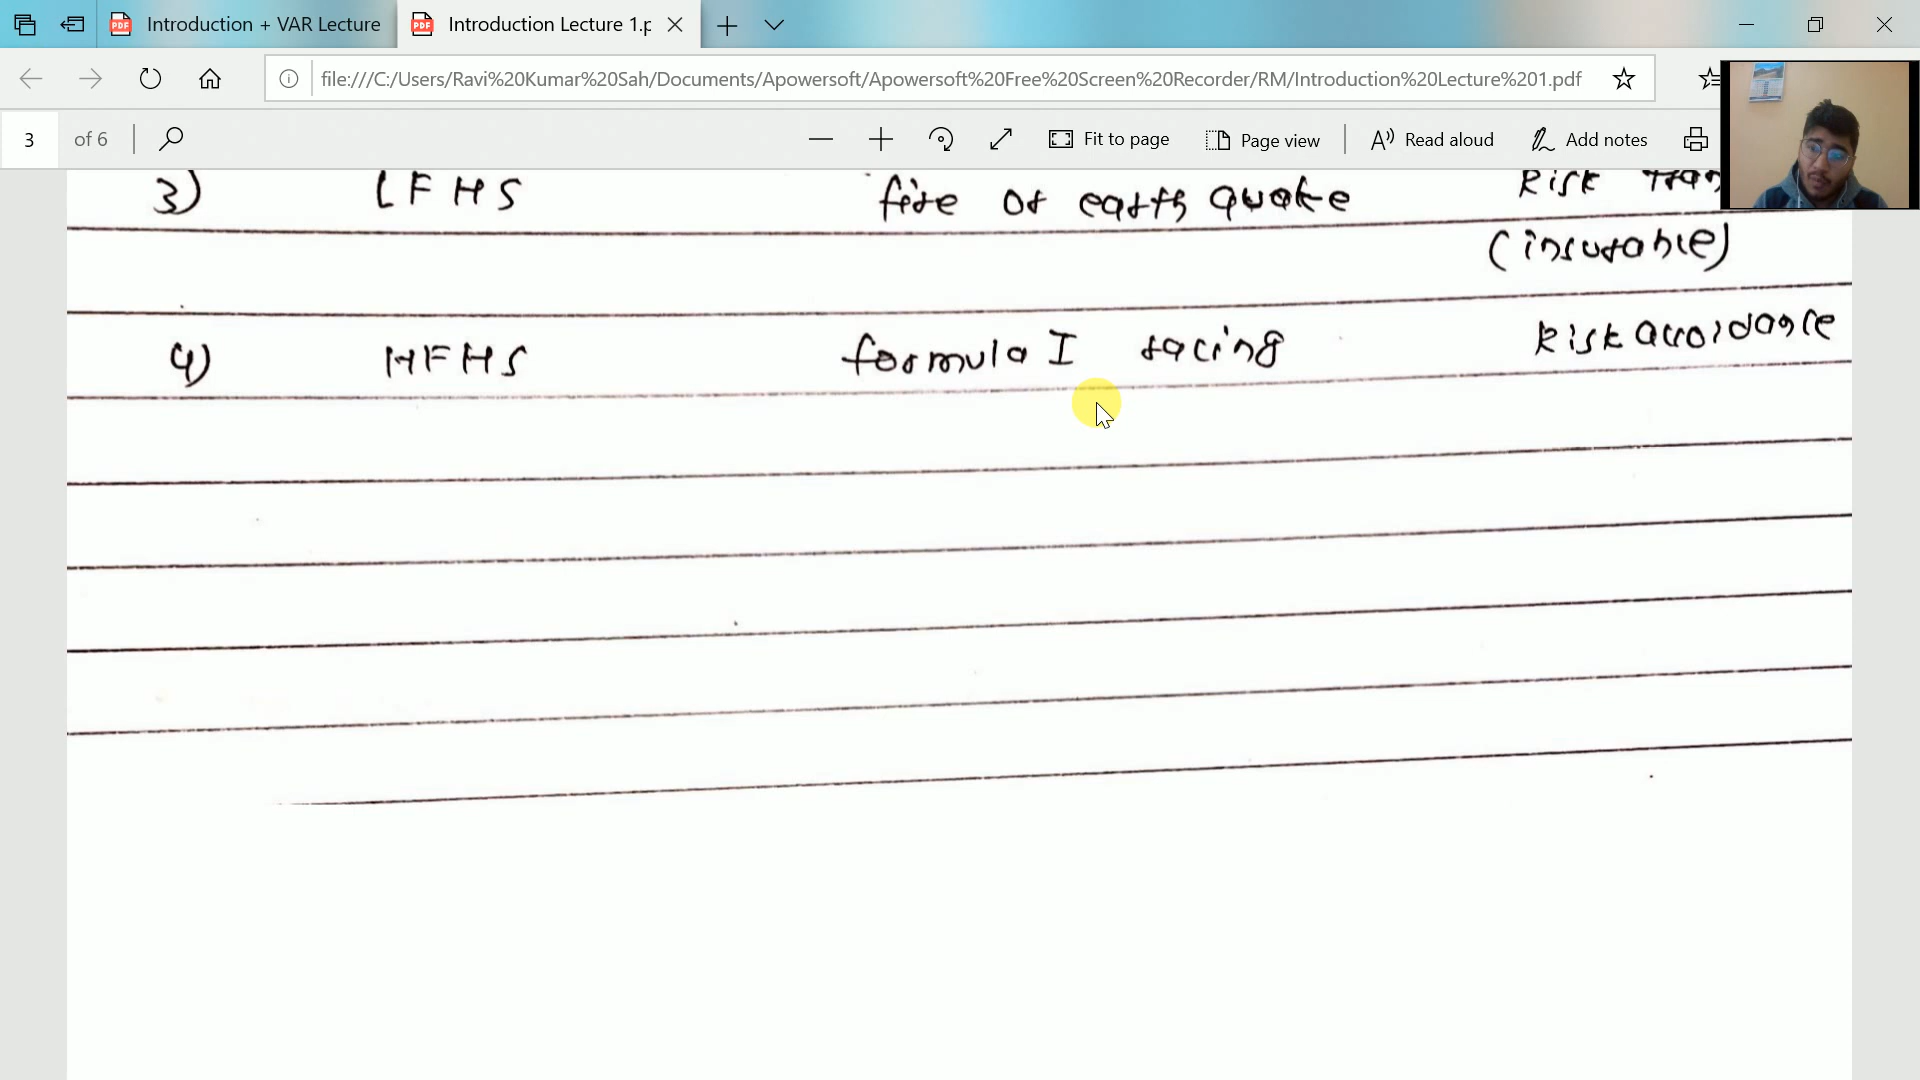 Introduction + VAR Lecture
Introduction Lecture 1.p
file:///C:/Users/Ravi%20Kumar%20Sah/Documents/Apowersoft/Apowersoft%20Free%20Screen%20Recorder/RM/Introduction%20Lecture%201.pdf
3 of 6
Fit to page
Page view
Read aloud
Add notes
3) LFHS fire or earth quake Risk tran
(insurance)
4) HFHS formula I racing Risk avoidance